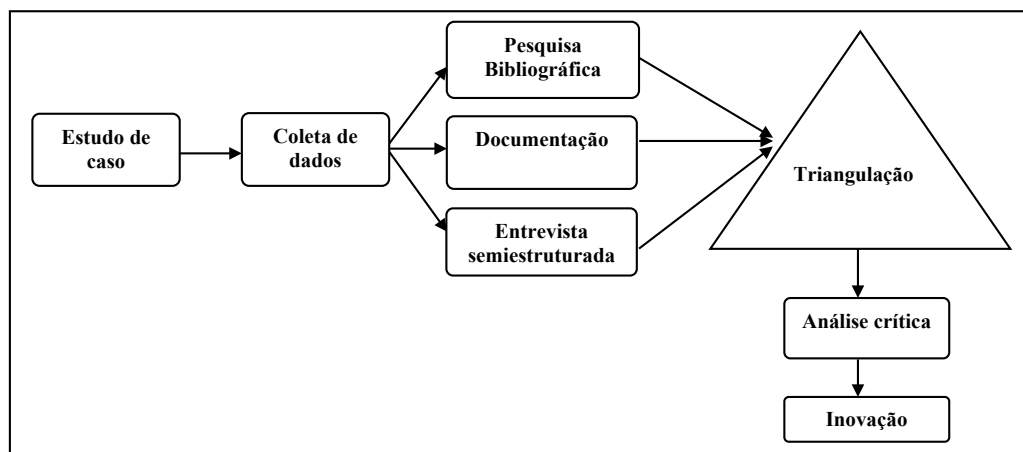 Estudo de
caso
Coleta de
dados
Pesquisa
Bibliográfica
Documentação
Entrevista
semiestruturada
Triangulação
Análise crítica
Inovação